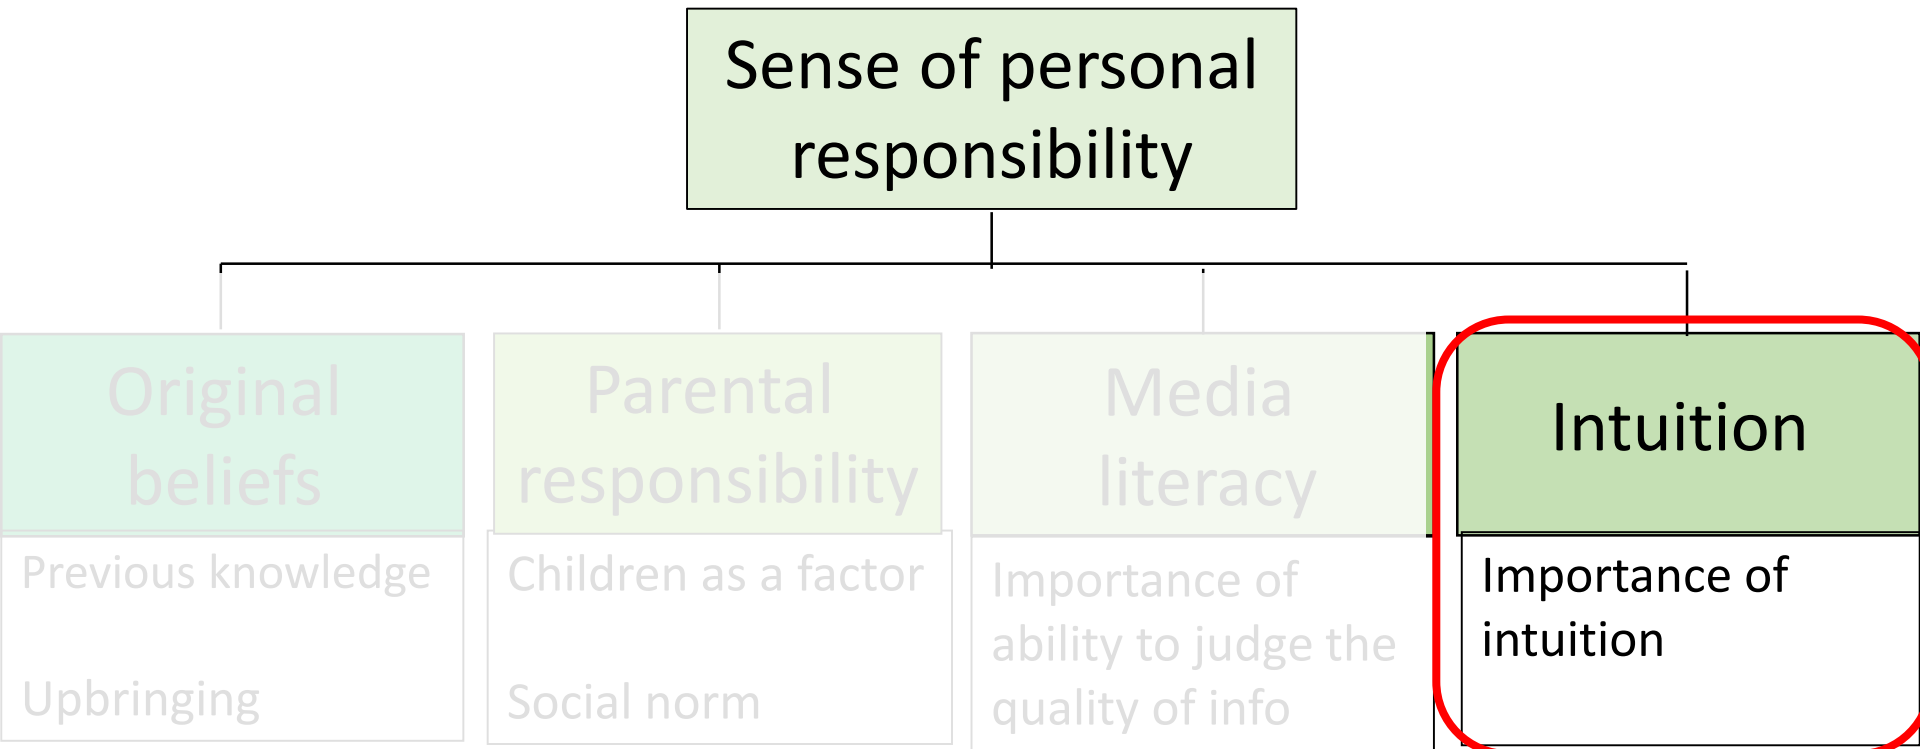 Sense of personal
responsibility
Original
beliefs
Previous knowledge
Upbringing
Parental
responsibility
Children as a factor
Social norm
Media
literacy
Importance of
ability to judge the
quality of info
Intuition
Importance of
intuition